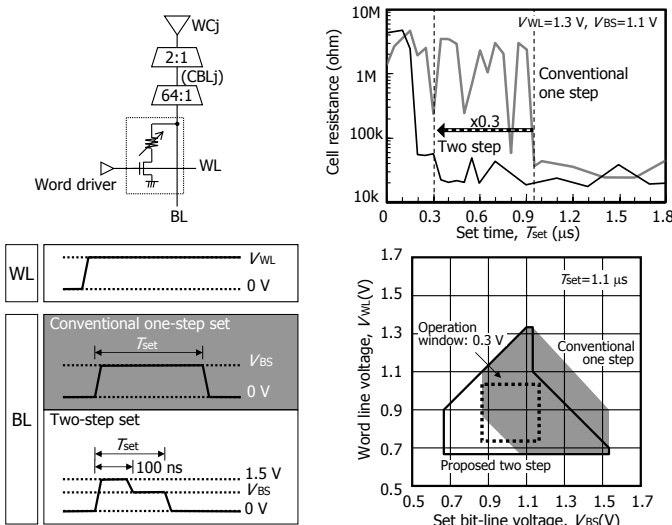 WCj
2:1
(CBLj)
64:1
WL
Word driver
BL
VWL=1.3 V, VBS=1.1 V
Cell resistance (ohm)
10M
1M
100k
10k
Conventional
one step
x0.3
Two step
0 0.3 0.6 0.9 1.2 1.5 1.8
Set time, Tset (μs)
WL
VWL
0 V
BL
Conventional one-step set
Tset
VBS
0 V
Two-step set
Tset
100 ns
1.5 V
VBS
0 V
Word line voltage, VWL(V)
1.7
1.5
1.3
1.1
0.9
0.7
0.5
Tset=1.1 μs
Operation
window: 0.3 V
Conventional
one step
Proposed two step
0.5 0.7 0.9 1.1 1.3 1.5 1.7
Set bit-line voltage, VBS(V)